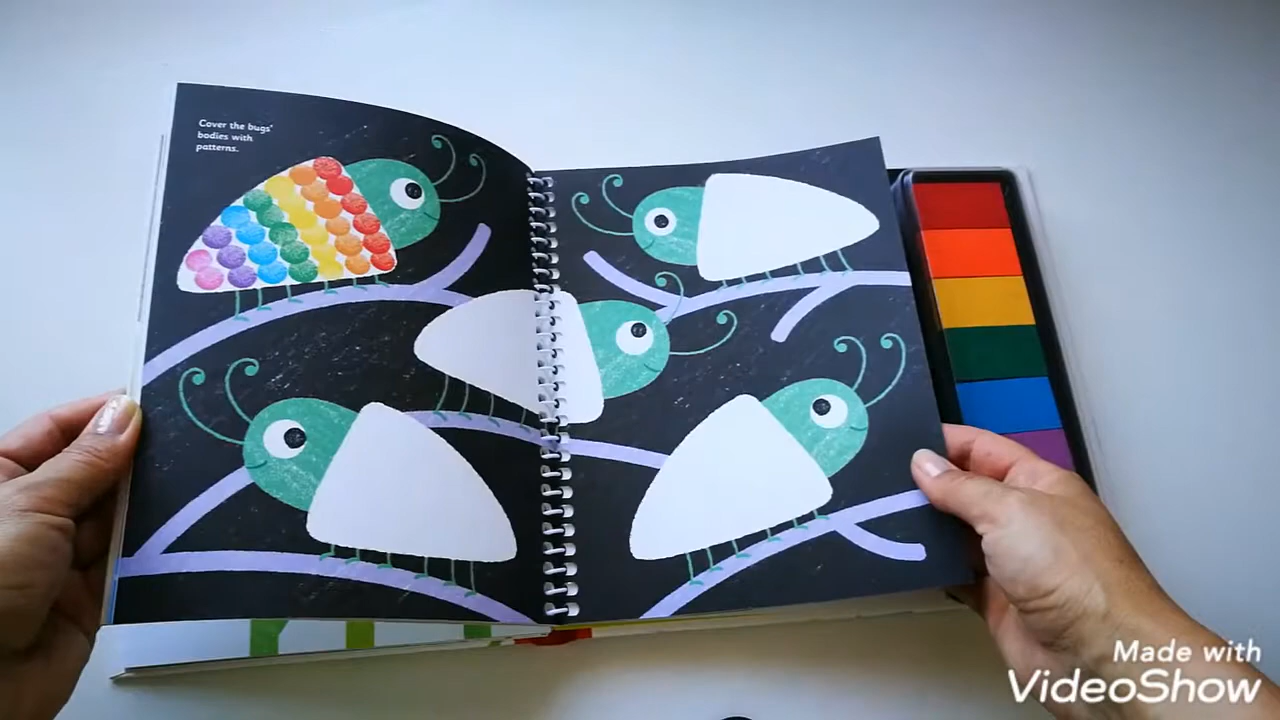 Cover the bugs'
bodies with
patterns.
Made with
VideoShow